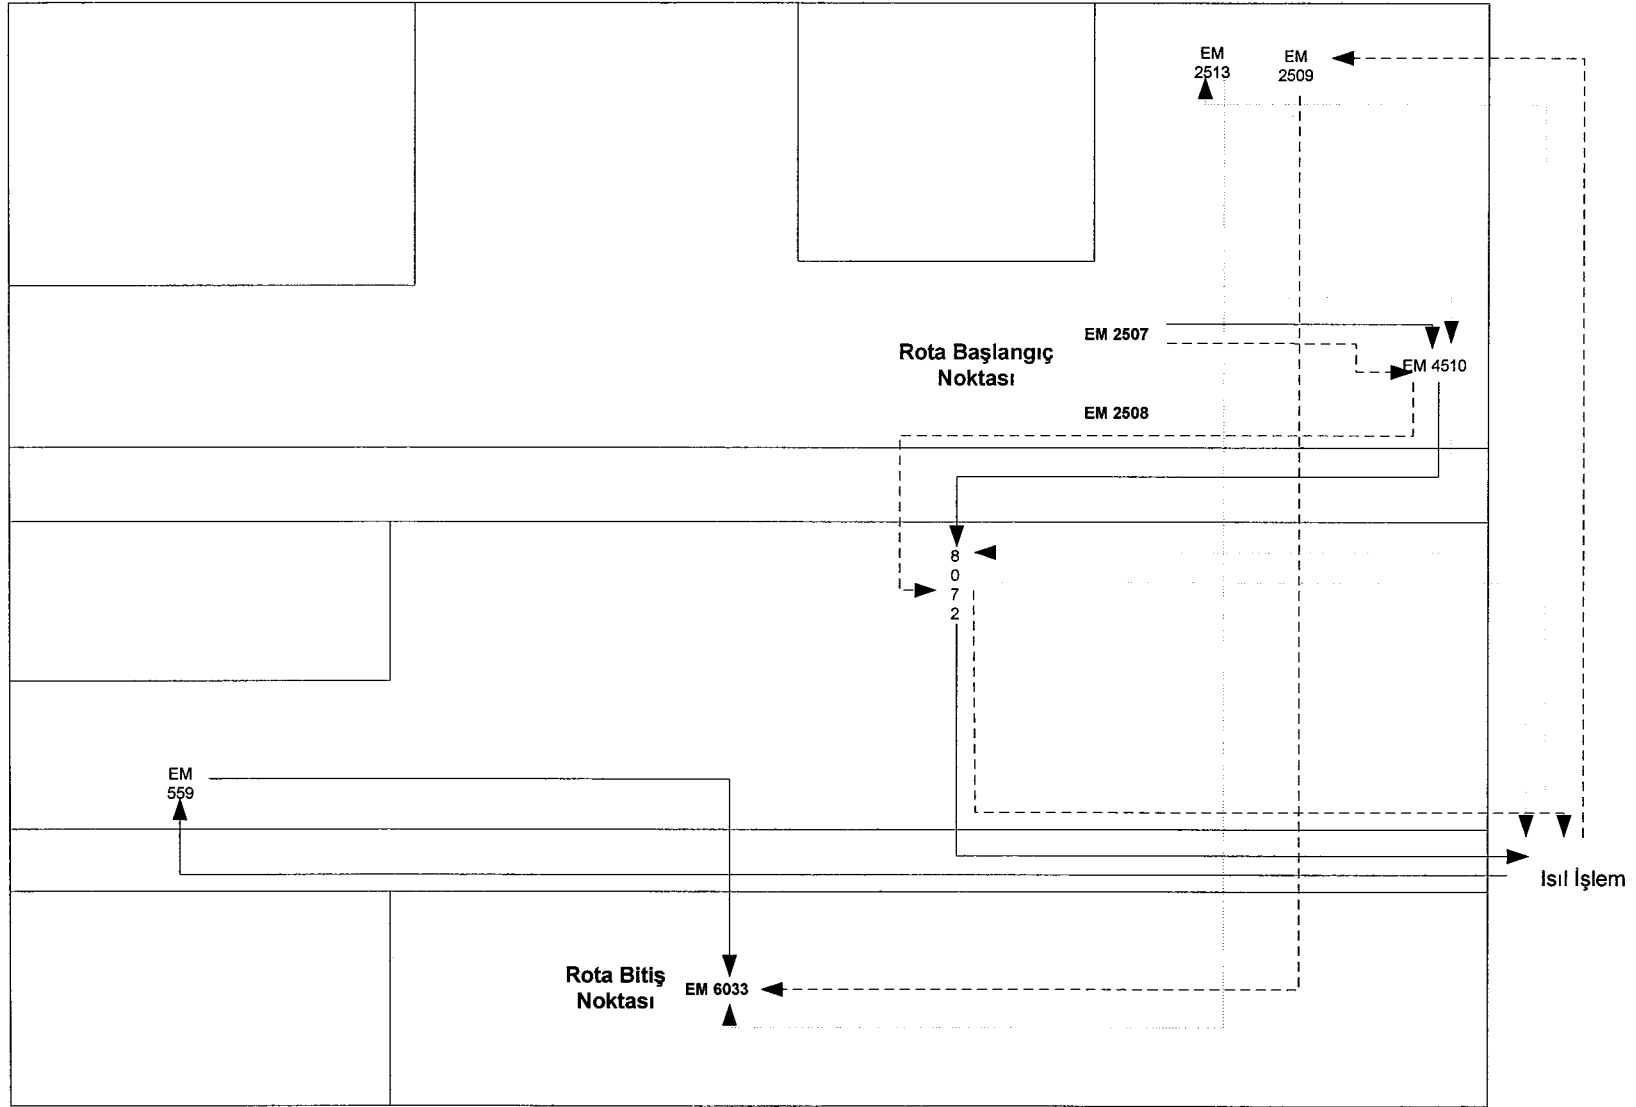 EM
2513
EM
2509
EM 2507
Rota Başlangıç
Noktası
EM 4510
EM 2508
8
0
7
2
EM
559
Isıl İşlem
Rota Bitiş
Noktası
EM 6033